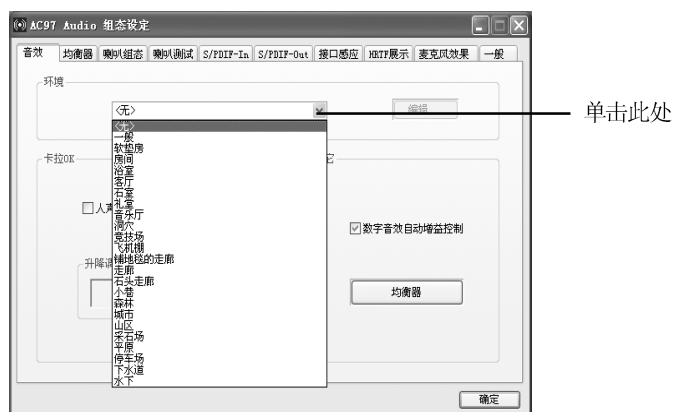 AC97 Audio 组态设定
音效 均衡器 喇叭组态 喇叭测试 S/PDIF-In S/PDIF-Out 接口感应 HRTF展示 麦克风效果 一般
环境
<无> 编辑
单击此处
<无>
一般
软垫房
卡拉OK 房间 它
浴室
客厅
石室
礼堂
人声
音乐厅
洞穴
数字音效自动增益控制
竞技场
飞机棚
铺地毯的走廊
升降调
走廊
石头走廊
小巷
均衡器
森林
城市
山区
采石场
平原
停车场
下水道
水下
确定